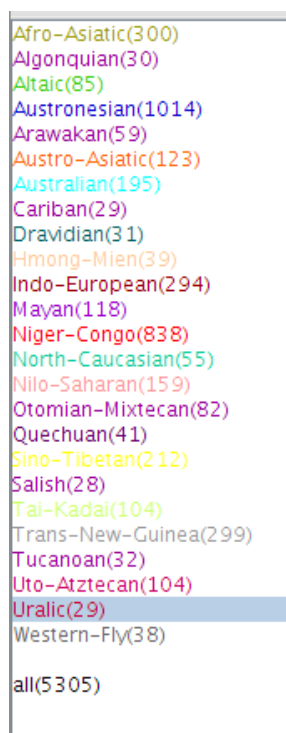 Afro-Asiatic(300)
Algonquian(30)
Altaic(85)
Austronesian(1014)
Arawakan(59)
Austro-Asiatic(123)
Australian(195)
Cariban(29)
Dravidian(31)
Hmong-Mien(39)
Indo-European(294)
Mayan(118)
Niger-Congo(838)
North-Caucasian(55)
Nilo-Saharan(159)
Otomian-Mixtecan(82)
Quechuan(41)
Sino-Tibetan(212)
Salish(28)
Tai-Kadai(104)
Trans-New-Guinea(299)
Tucanoan(32)
Uto-Atztecan(104)
Uralic(29)
Western-Fly(38)
all(5305)